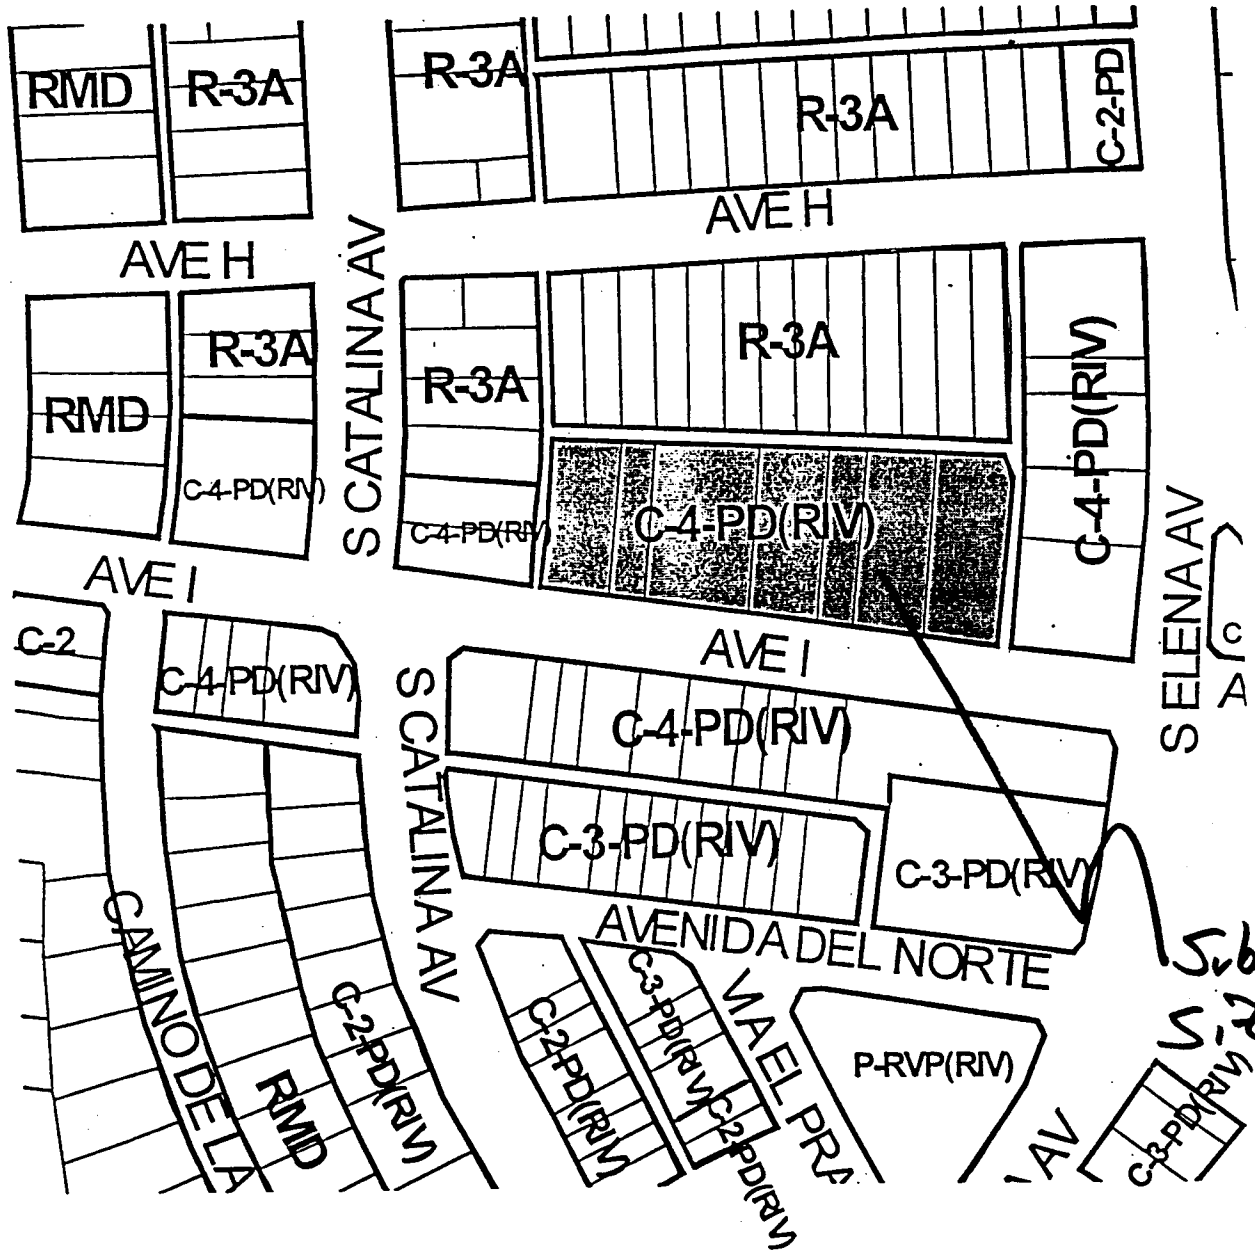 RMD
R-3A
R-3A
R-3A
C-2-PD
AVE H
AVE H
S CATALINA AV
R-3A
RMD
C-4-PD(RIV)
R-3A
C-4-PD(RIV)
R-3A
C-4-PD(RIV)
C-4-PD(RIV)
S ELENA AV
C
A
AVE I
C-2
C-4-PD(RIV)
AVE I
S CATALINA AV
C-4-PD(RIV)
C-3-PD(RIV)
C-3-PD(RIV)
AVENIDA DEL NORTE
CAMINO DE LA
RMD
C-2-PD(RIV)
C-2-PD(RIV)
C-3-PD(RIV)
C-2-PD(RIV)
VIA EL PRA
P-RVP(RIV)
Sub
AV
C-3-PD(RIV)